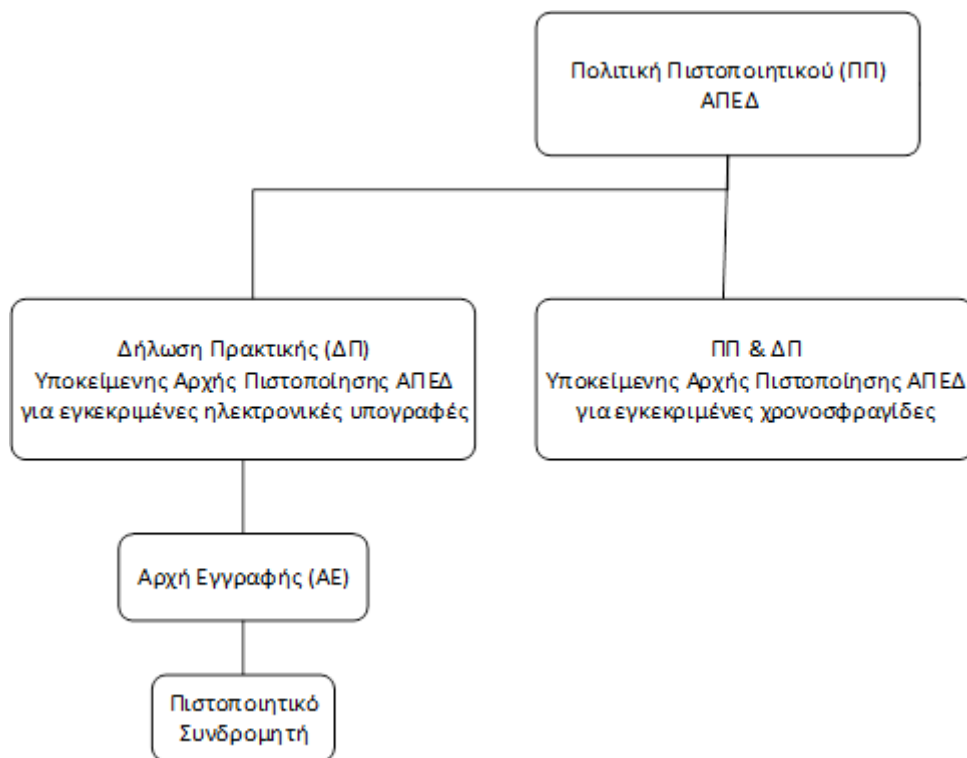 Πολιτική Πιστοποιητικού (ΠΠ)
ΑΠΕΔ
Δήλωση Πρακτικής (ΔΠ)
Υποκείμενης Αρχής Πιστοποίησης ΑΠΕΔ
για εγκεκριμένες ηλεκτρονικές υπογραφές
ΠΠ & ΔΠ
Υποκείμενης Αρχής Πιστοποίησης ΑΠΕΔ
για εγκεκριμένες χρονοσφραγίδες
Αρχή Εγγραφής (ΑΕ)
Πιστοποιητικό
Συνδρομητή